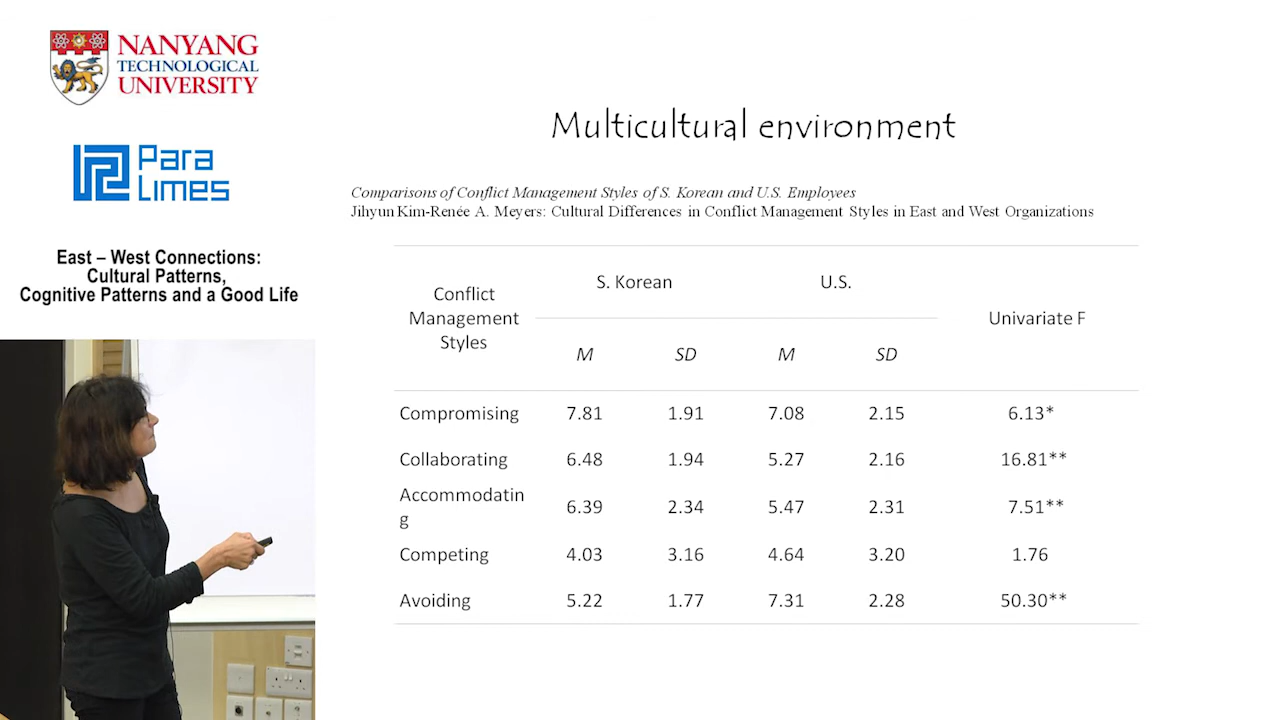 NANYANG
TECHNOLOGICAL
UNIVERSITY
Para
Limes
East – West Connections:
Cultural Patterns,
Cognitive Patterns and a Good Life
Multicultural environment
Comparisons of Conflict Management Styles of S. Korean and U.S. Employees
Jihyun Kim-Renée A. Meyers: Cultural Differences in Conflict Management Styles in East and West Organizations
Conflict
Management
Styles
S. Korean U.S.
Univariate F
M SD M SD
Compromising 7.81 1.91 7.08 2.15 6.13*
Collaborating 6.48 1.94 5.27 2.16 16.81**
Accommodatin
g
6.39 2.34 5.47 2.31 7.51**
Competing 4.03 3.16 4.64 3.20 1.76
Avoiding 5.22 1.77 7.31 2.28 50.30**